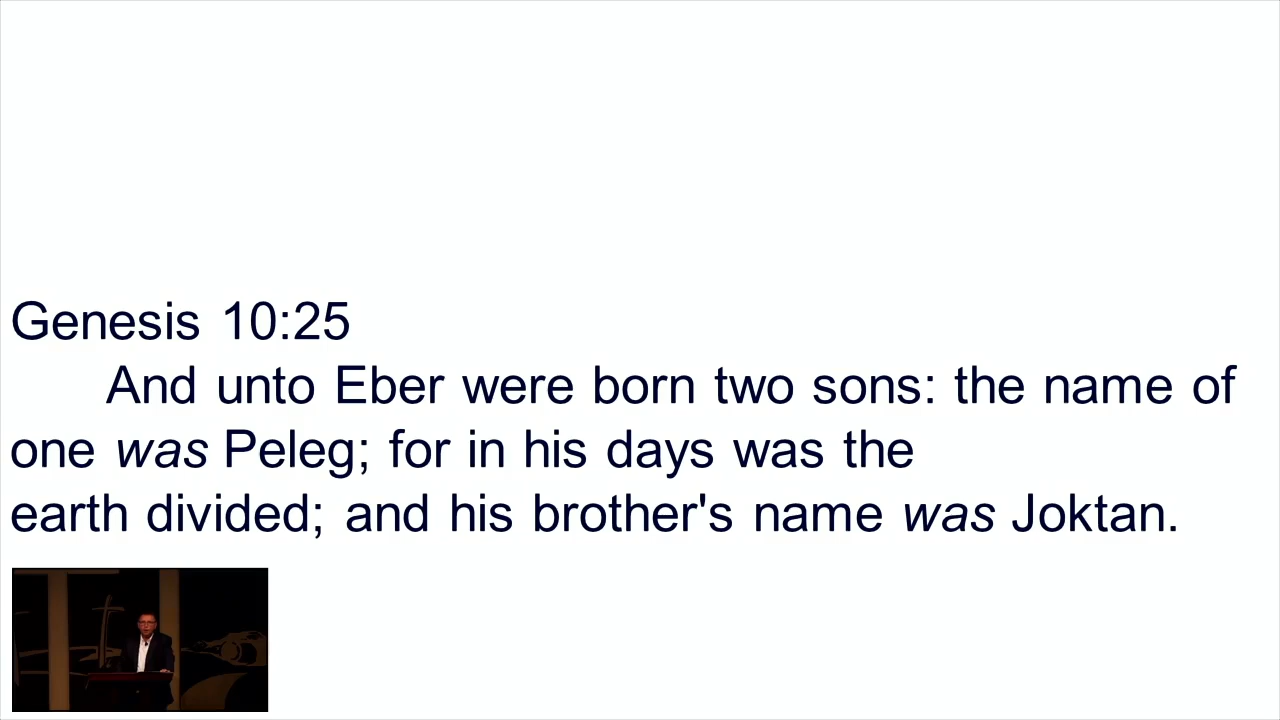 Genesis 10:25
And unto Eber were born two sons: the name of
one was Peleg; for in his days was the
earth divided; and his brother's name was Joktan.